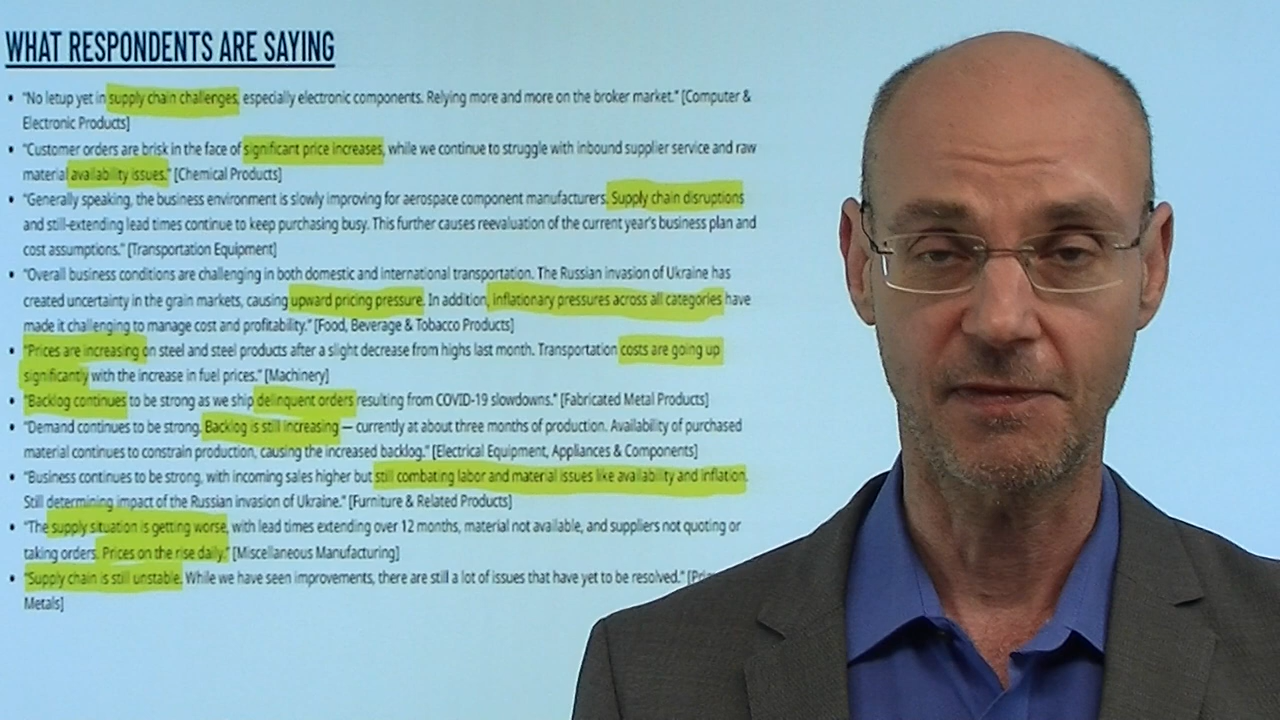 WHAT RESPONDENTS ARE SAYING
• “No letup yet in supply chain challenges, especially electronic components. Relying more and more on the broker market.” [Computer &
Electronic Products]
• “Customer orders are brisk in the face of significant price increases, while we continue to struggle with inbound supplier service and raw
material availability issues.” [Chemical Products]
• “Generally speaking, the business environment is slowly improving for aerospace component manufacturers. Supply chain disruptions
and still-extending lead times continue to keep purchasing busy. This further causes reevaluation of the current year’s business plan and
cost assumptions.” [Transportation Equipment]
• “Overall business conditions are challenging in both domestic and international transportation. The Russian invasion of Ukraine has
created uncertainty in the grain markets, causing upward pricing pressure. In addition, inflationary pressures across all categories have
made it challenging to manage cost and profitability.” [Food, Beverage & Tobacco Products]
• “Prices are increasing on steel and steel products after a slight decrease from highs last month. Transportation costs are going up
significantly with the increase in fuel prices.” [Machinery]
• “Backlog continues to be strong as we ship delinquent orders resulting from COVID-19 slowdowns.” [Fabricated Metal Products]
• “Demand continues to be strong. Backlog is still increasing — currently at about three months of production. Availability of purchased
material continues to constrain production, causing the increased backlog.” [Electrical Equipment, Appliances & Components]
• “Business continues to be strong, with incoming sales higher but still combating labor and material issues like availability and inflation.
Still determining impact of the Russian invasion of Ukraine.” [Furniture & Related Products]
• “The supply situation is getting worse, with lead times extending over 12 months, material not available, and suppliers not quoting or
taking orders. Prices on the rise daily.” [Miscellaneous Manufacturing]
• “Supply chain is still unstable. While we have seen improvements, there are still a lot of issues that have yet to be resolved.”
Metals]